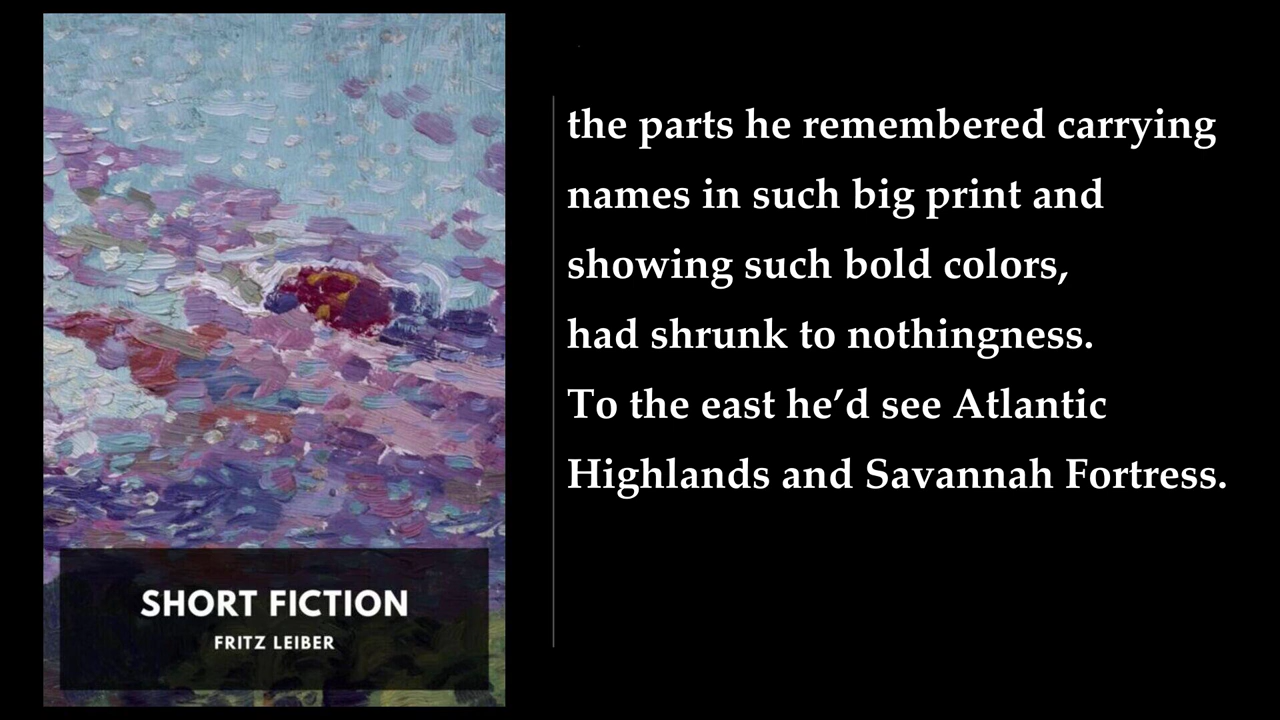 SHORT FICTION
FRITZ LEIBER
the parts he remembered carrying
names in such big print and
showing such bold colors,
had shrunk to nothingness.
To the east he’d see Atlantic
Highlands and Savannah Fortress.